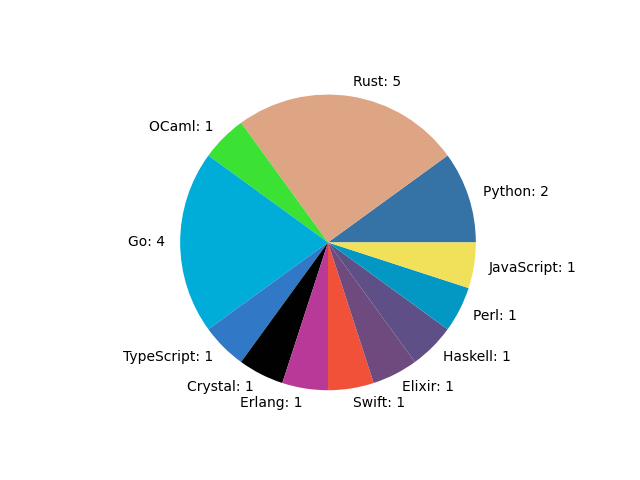 Rust: 5
OCaml: 1
Python: 2
Go: 4
JavaScript: 1
Perl: 1
TypeScript: 1
Haskell: 1
Crystal: 1
Elixir: 1
Erlang: 1
Swift: 1